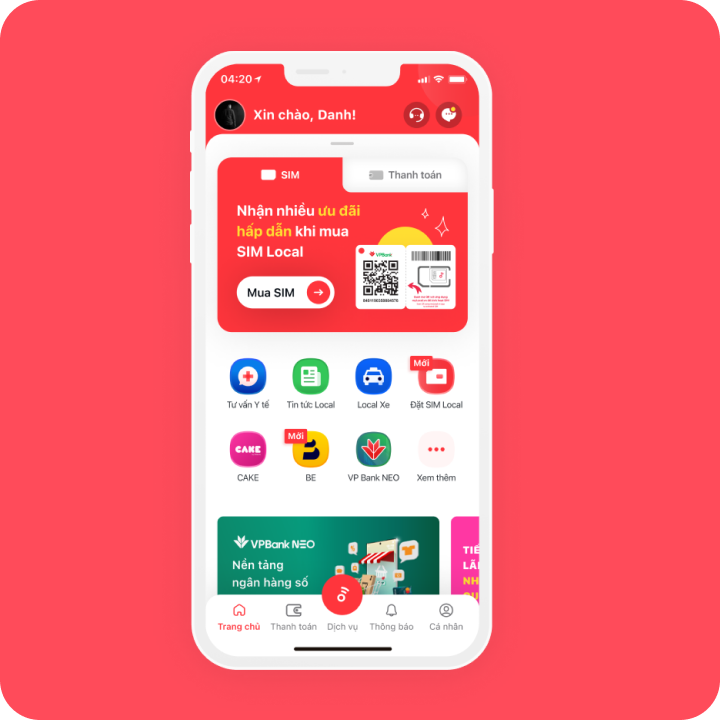 04:20
Xin chào, Danh!
SIM
Thanh toán
Nhận nhiều ưu đãi
hấp dẫn khi mua
SIM Local
VPBank
Mua SIM
Mới
Tư vấn Y tế
Tin tức Local
Local Xe
Đặt SIM Local
CAKE
Mới
CAKE
BE
VP Bank NEO
Xem thêm
VPBank NEO
Nền tảng
ngân hàng số
Trang chủ
Thanh toán
Dịch vụ
Thông báo
Cá nhân